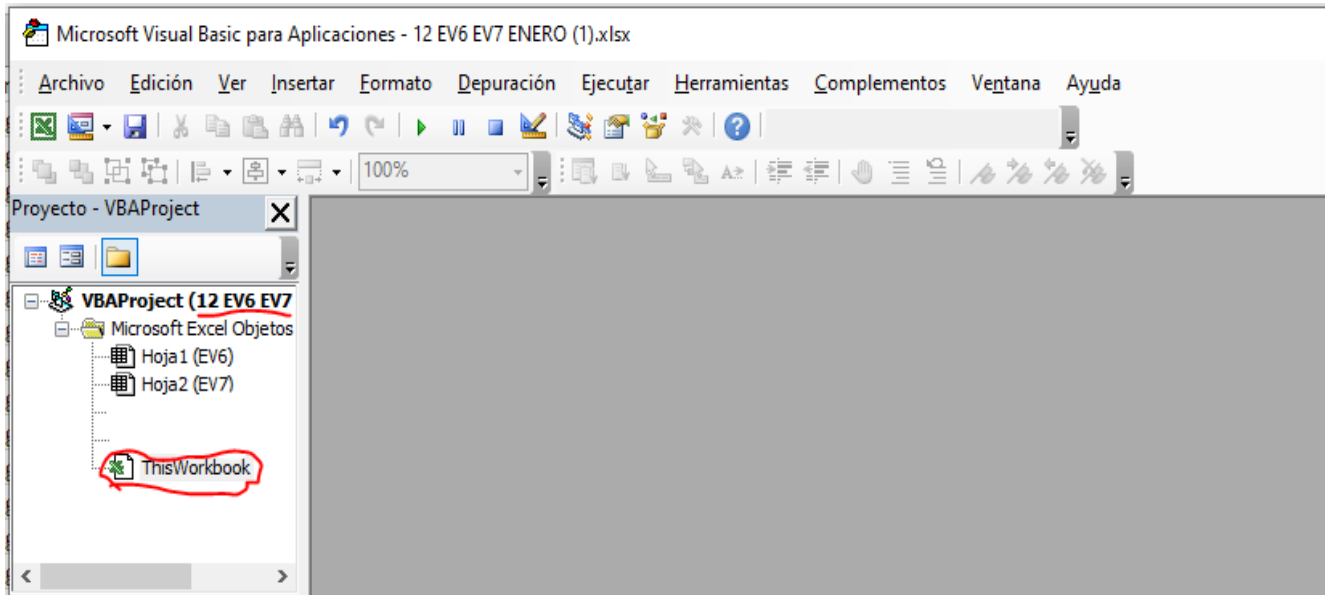 Microsoft Visual Basic para Aplicaciones - 12 EV6 EV7 ENERO (1).xlsx
Archivo Edición Ver Insertar Formato Depuración Ejecutar Herramientas Complementos Ventana Ayuda
100%
Proyecto - VBAProject
VBAProject (12 EV6 EV7
Microsoft Excel Objetos
Hoja1 (EV6)
Hoja2 (EV7)
ThisWorkbook